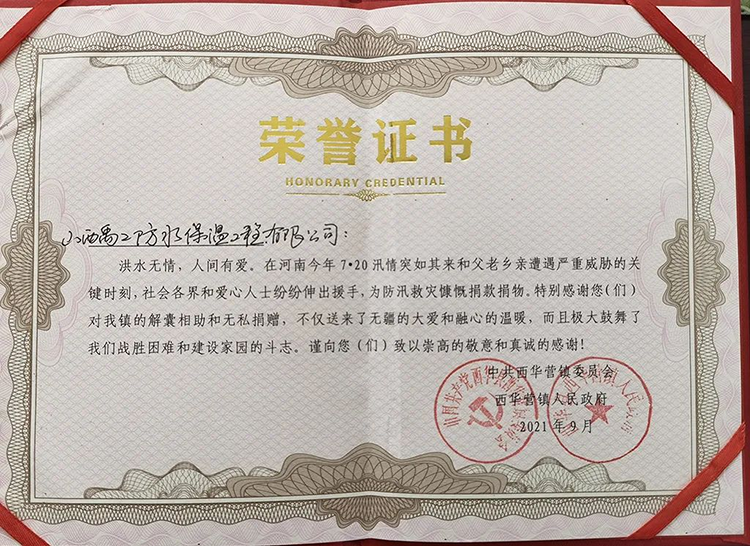 荣誉证书
HONORARY CREDENTIAL
山西禹工防水保温工程有限公司：
洪水无情，人间有爱。在河南今年7•20汛情突如其来和父老乡亲遭遇严重威胁的关
键时刻，社会各界和爱心人士纷纷伸出援手，为防汛救灾慷慨捐款捐物。特别感谢您(们)
对我镇的解囊相助和无私捐赠，不仅送来了无疆的大爱和融心的温暖，而且极大鼓舞了
我们战胜困难和建设家园的斗志。谨向您（们）致以崇高的敬意和真诚的感谢！
中共西华营镇委员会
西华营镇人民政府
2021年9月